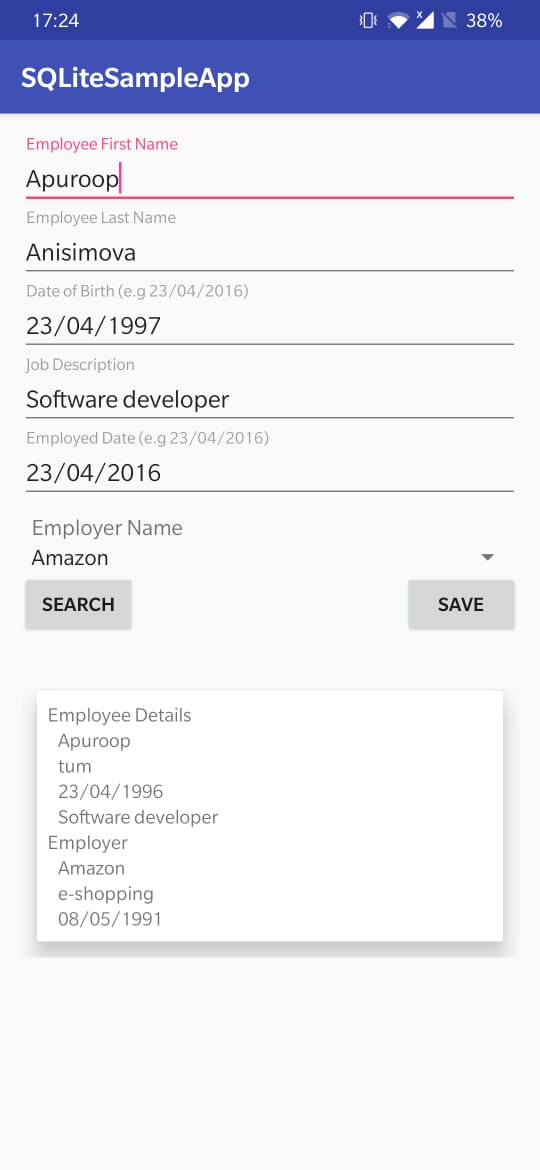 17:24 38%
SQLiteSampleApp
Employee First Name
Apuroop
Employee Last Name
Anisimova
Date of Birth (e.g 23/04/2016)
23/04/1997
Job Description
Software developer
Employed Date (e.g 23/04/2016)
23/04/2016
Employer Name
Amazon
SEARCH SAVE
Employee Details
Apuroop
tum
23/04/1996
Software developer
Employer
Amazon
e-shopping
08/05/1991